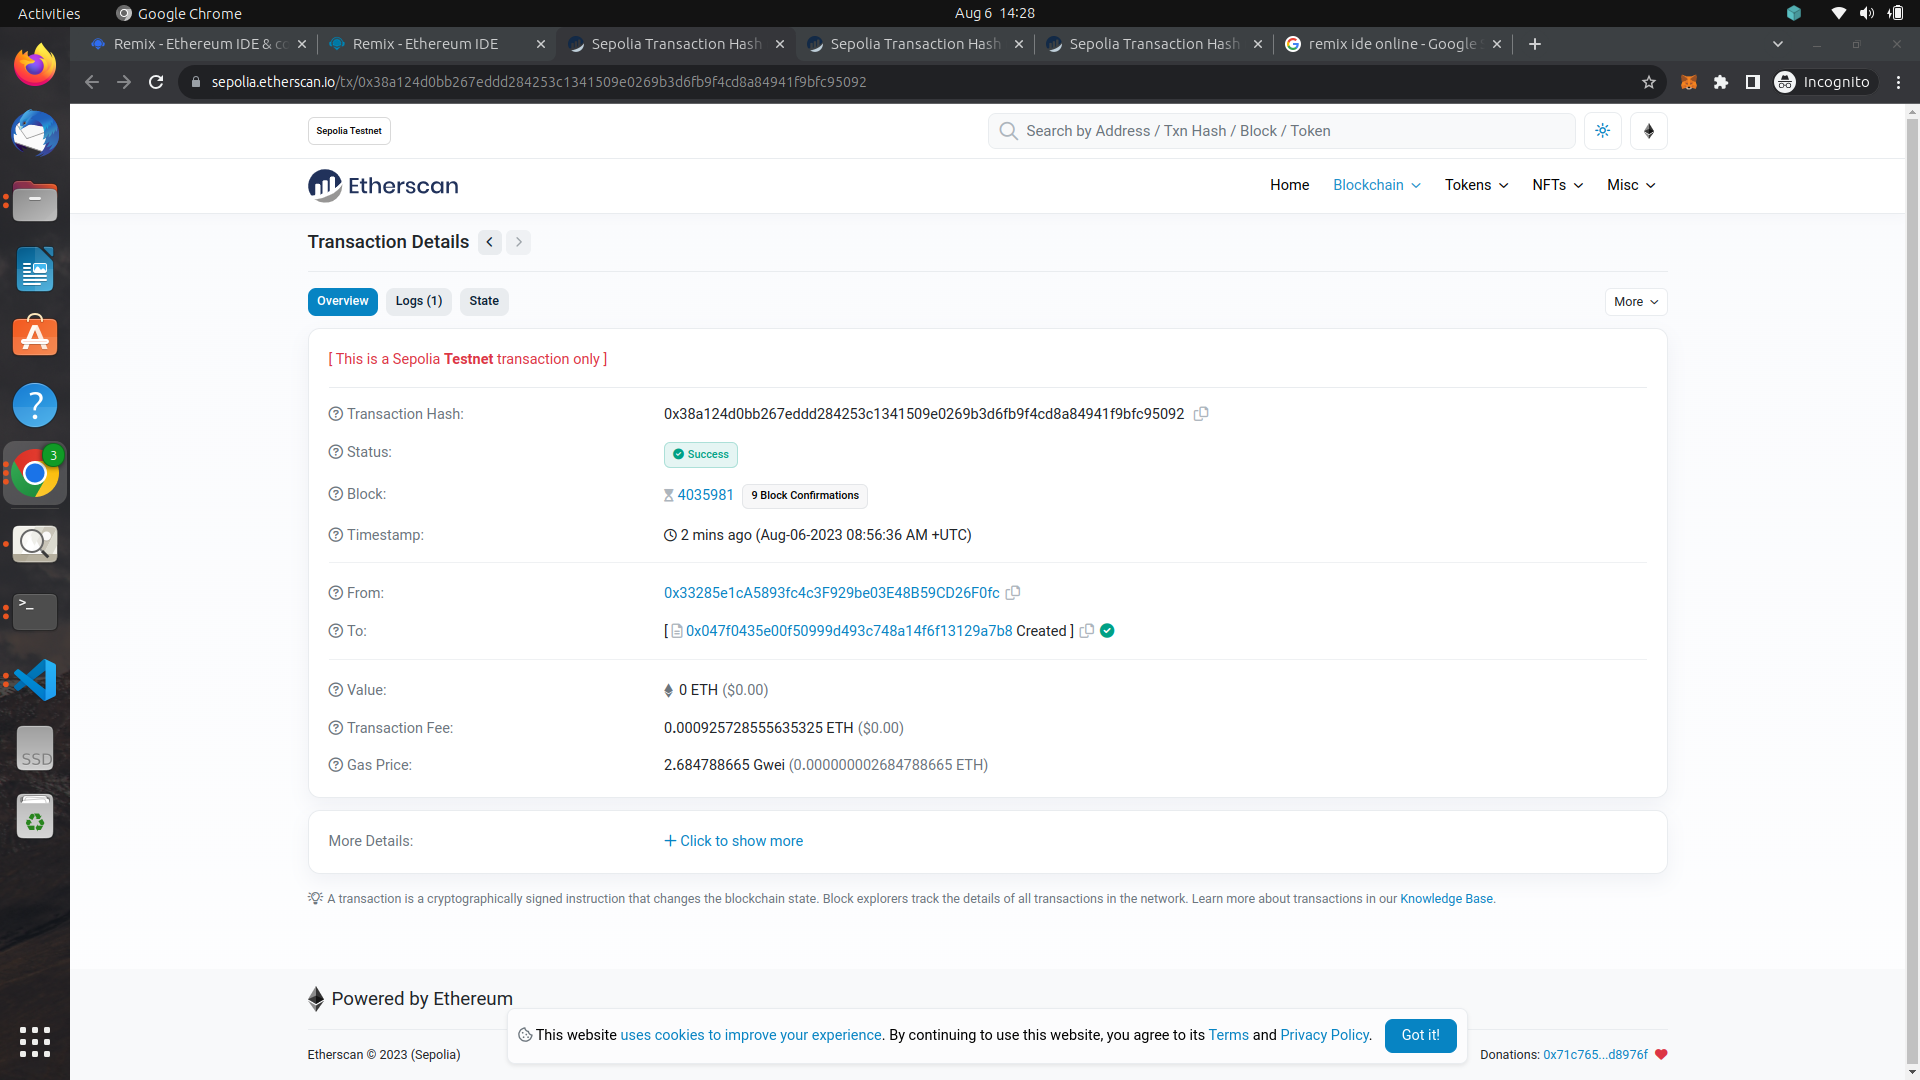 Activities Google Chrome Aug 6 14:28
Remix - Ethereum IDE & co Remix - Ethereum IDE Sepolia Transaction Hash Sepolia Transaction Hash Sepolia Transaction Hash remix ide online - Google
sepolia.etherscan.io/tx/0x38a124d0bb267eddd284253c1341509e0269b3d6fb9f4cd8a84941f9bfc95092 Incognito
Sepolia Testnet Search by Address / Txn Hash / Block / Token
Etherscan Home Blockchain Tokens NFTs Misc
Transaction Details
Overview Logs (1) State More
[ This is a Sepolia Testnet transaction only ]
Transaction Hash: 0x38a124d0bb267eddd284253c1341509e0269b3d6fb9f4cd8a84941f9bfc95092
Status: Success
3
Block: 4035981 9 Block Confirmations
Timestamp: 2 mins ago (Aug-06-2023 08:56:36 AM +UTC)
From: 0x33285e1cA5893fc4c3F929be03E48B59CD26F0fc
To: [ 0x047f0435e00f50999d493c748a14f6f13129a7b8 Created ]
Value: 0 ETH ($0.00)
Transaction Fee: 0.000925728555635325 ETH ($0.00)
SSD
Gas Price: 2.684788665 Gwei (0.000000002684788665 ETH)
More Details: Click to show more
A transaction is a cryptographically signed instruction that changes the blockchain state. Block explorers track the details of all transactions in the network. Learn more about transactions in our Knowledge Base.
Powered by Ethereum
This website uses cookies to improve your experience. By continuing to use this website, you agree to its Terms and Privacy Policy. Got it!
Etherscan © 2023 (Sepolia) Donations: 0x71c765...d8976f